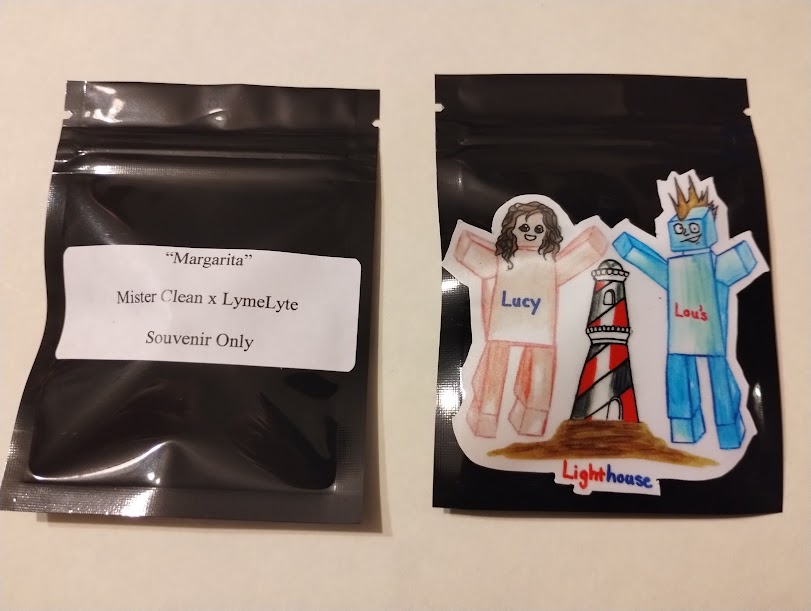 “Margarita”
Mister Clean x LymeLyte
Souvenir Only
Lucy
Lou's
Lighthouse